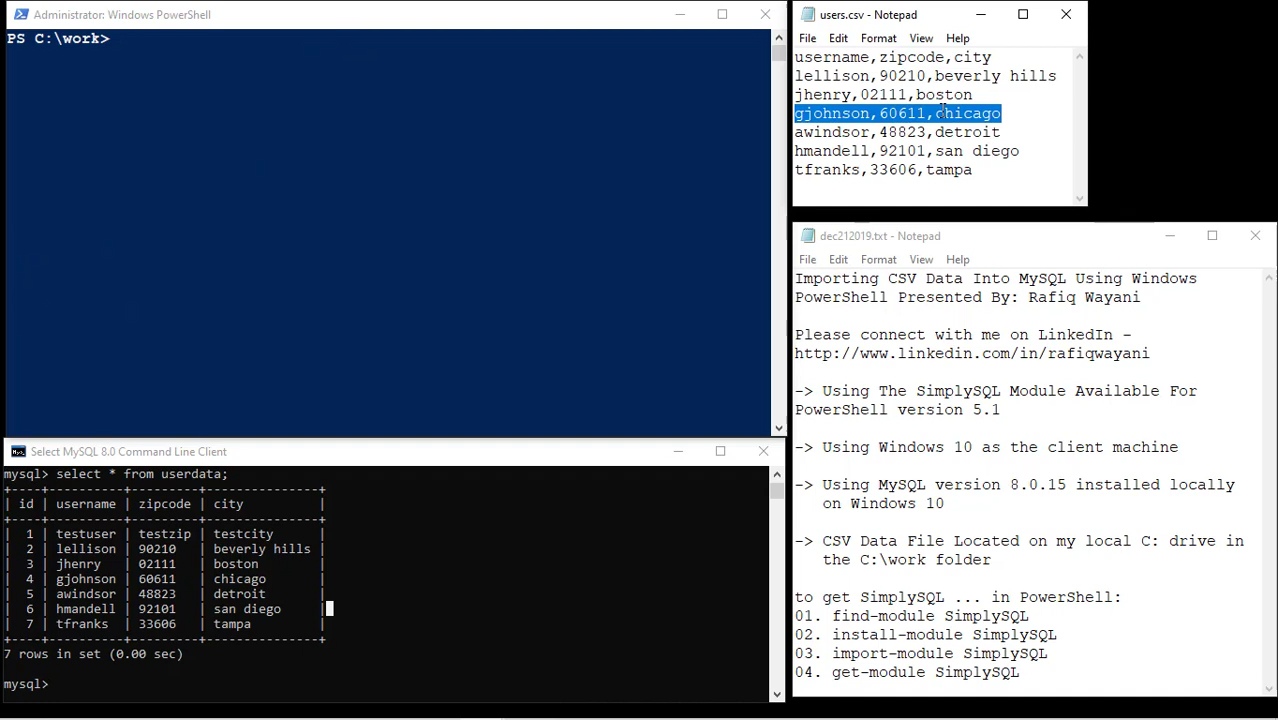 Administrator: Windows PowerShell
PS C:\work>
users.csv - Notepad
File Edit Format View Help
username,zipcode,city
lellison,90210,beverly hills
jhenry,02111,boston
gjohnson,60611,chicago
awindsor,48823,detroit
hmandell,92101,san diego
tfranks,33606,tampa
dec212019.txt - Notepad
File Edit Format View Help
Importing CSV Data Into MySQL Using Windows
PowerShell Presented By: Rafiq Wayani
Please connect with me on LinkedIn -
http://www.linkedin.com/in/rafiqwayani
-> Using The SimplySQL Module Available For
PowerShell version 5.1
-> Using Windows 10 as the client machine
-> Using MySQL version 8.0.15 installed locally
on Windows 10
-> CSV Data File Located on my local C: drive in
the C:\work folder
to get SimplySQL ... in PowerShell:
01. find-module SimplySQL
02. install-module SimplySQL
03. import-module SimplySQL
04. get-module SimplySQL
Select MySQL 8.0 Command Line Client
mysql> select * from userdata;
+----+----------+---------+---------------+
| id | username | zipcode | city          |
+----+----------+---------+---------------+
|  1 | testuser | testzip | testcity      |
|  2 | lellison | 90210   | beverly hills |
|  3 | jhenry   | 02111   | boston        |
|  4 | gjohnson | 60611   | chicago       |
|  5 | awindsor | 48823   | detroit       |
|  6 | hmandell | 92101   | san diego     |
|  7 | tfranks  | 33606   | tampa         |
+----+----------+---------+---------------+
7 rows in set (0.00 sec)
mysql>